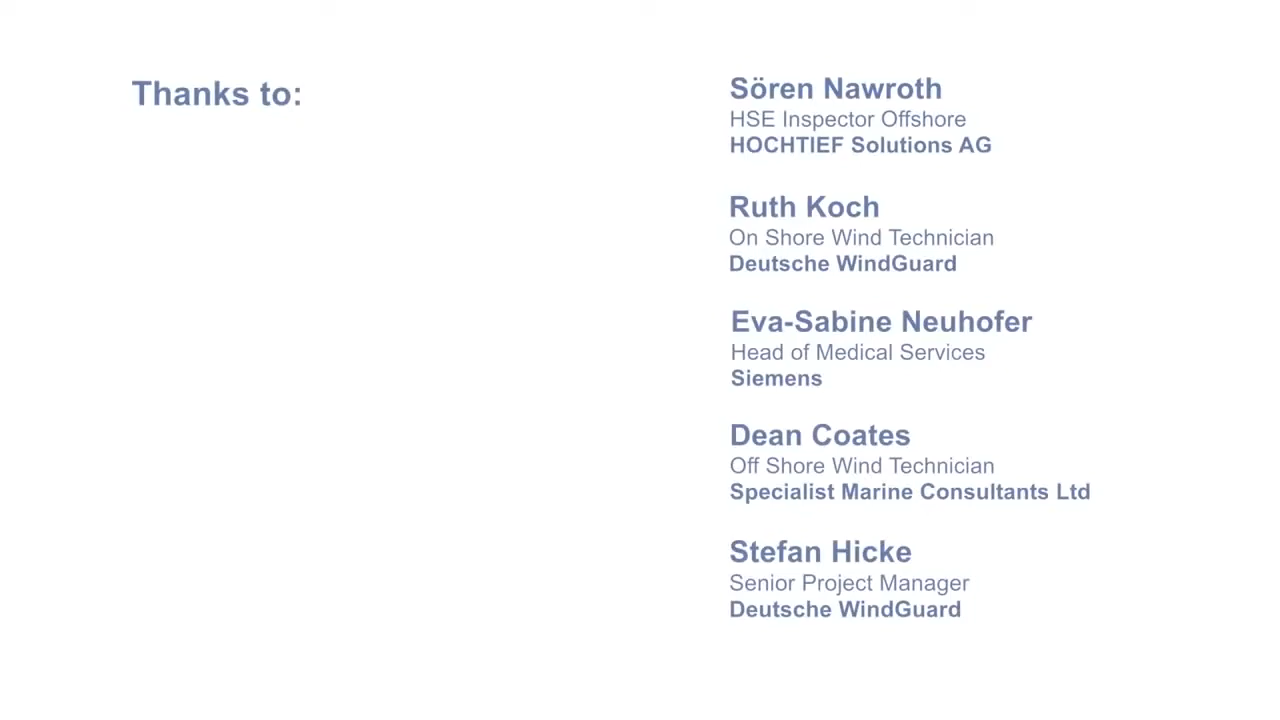 Thanks to:
Sören Nawroth
HSE Inspector Offshore
HOCHTIEF Solutions AG
Ruth Koch
On Shore Wind Technician
Deutsche WindGuard
Eva-Sabine Neuhofer
Head of Medical Services
Siemens
Dean Coates
Off Shore Wind Technician
Specialist Marine Consultants Ltd
Stefan Hicke
Senior Project Manager
Deutsche WindGuard